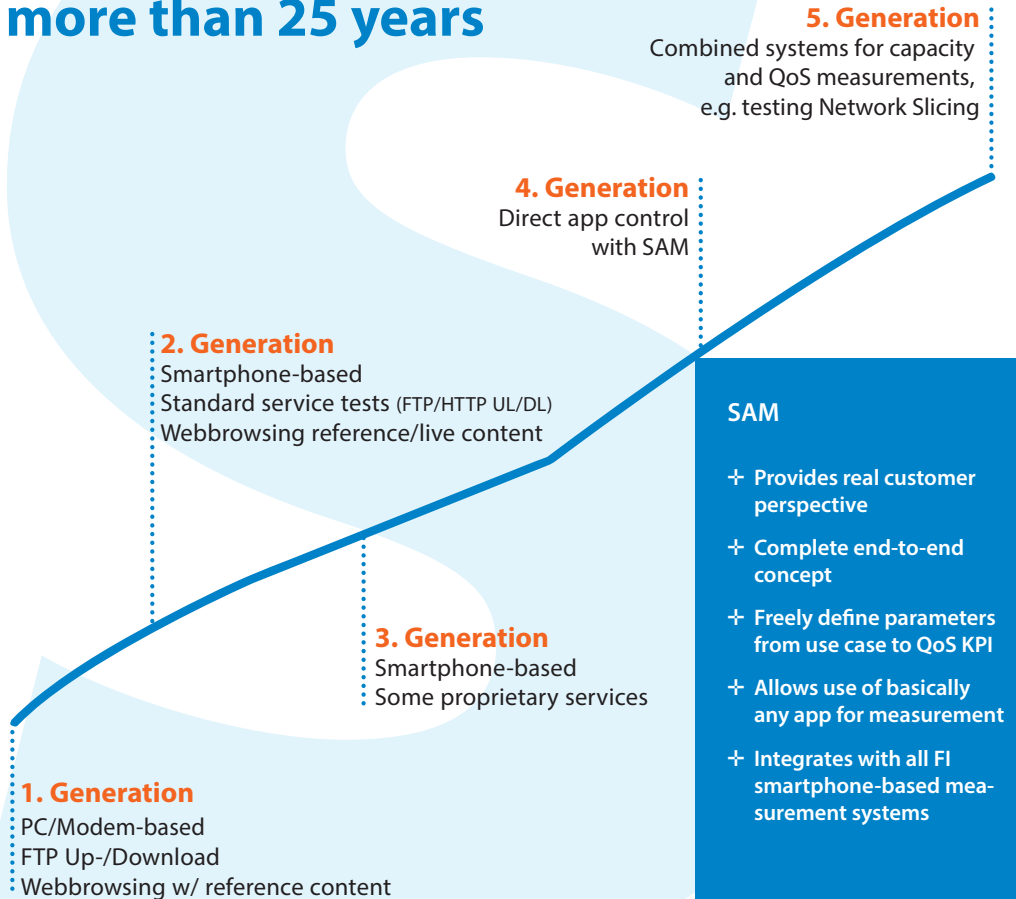 more than 25 years
5. Generation
Combined systems for capacity
and QoS measurements,
e.g. testing Network Slicing
4. Generation
Direct app control
with SAM
2. Generation
Smartphone-based
Standard service tests (FTP/HTTP UL/DL)
Webbrowsing reference/live content
3. Generation
Smartphone-based
Some proprietary services
1. Generation
PC/Modem-based
FTP Up-/Download
Webbrowsing w/ reference content
SAM
✛ Provides real customer
perspective
✛ Complete end-to-end
concept
✛ Freely define parameters
from use case to QoS KPI
✛ Allows use of basically
any app for measurement
✛ Integrates with all FI
smartphone-based mea-
surement systems